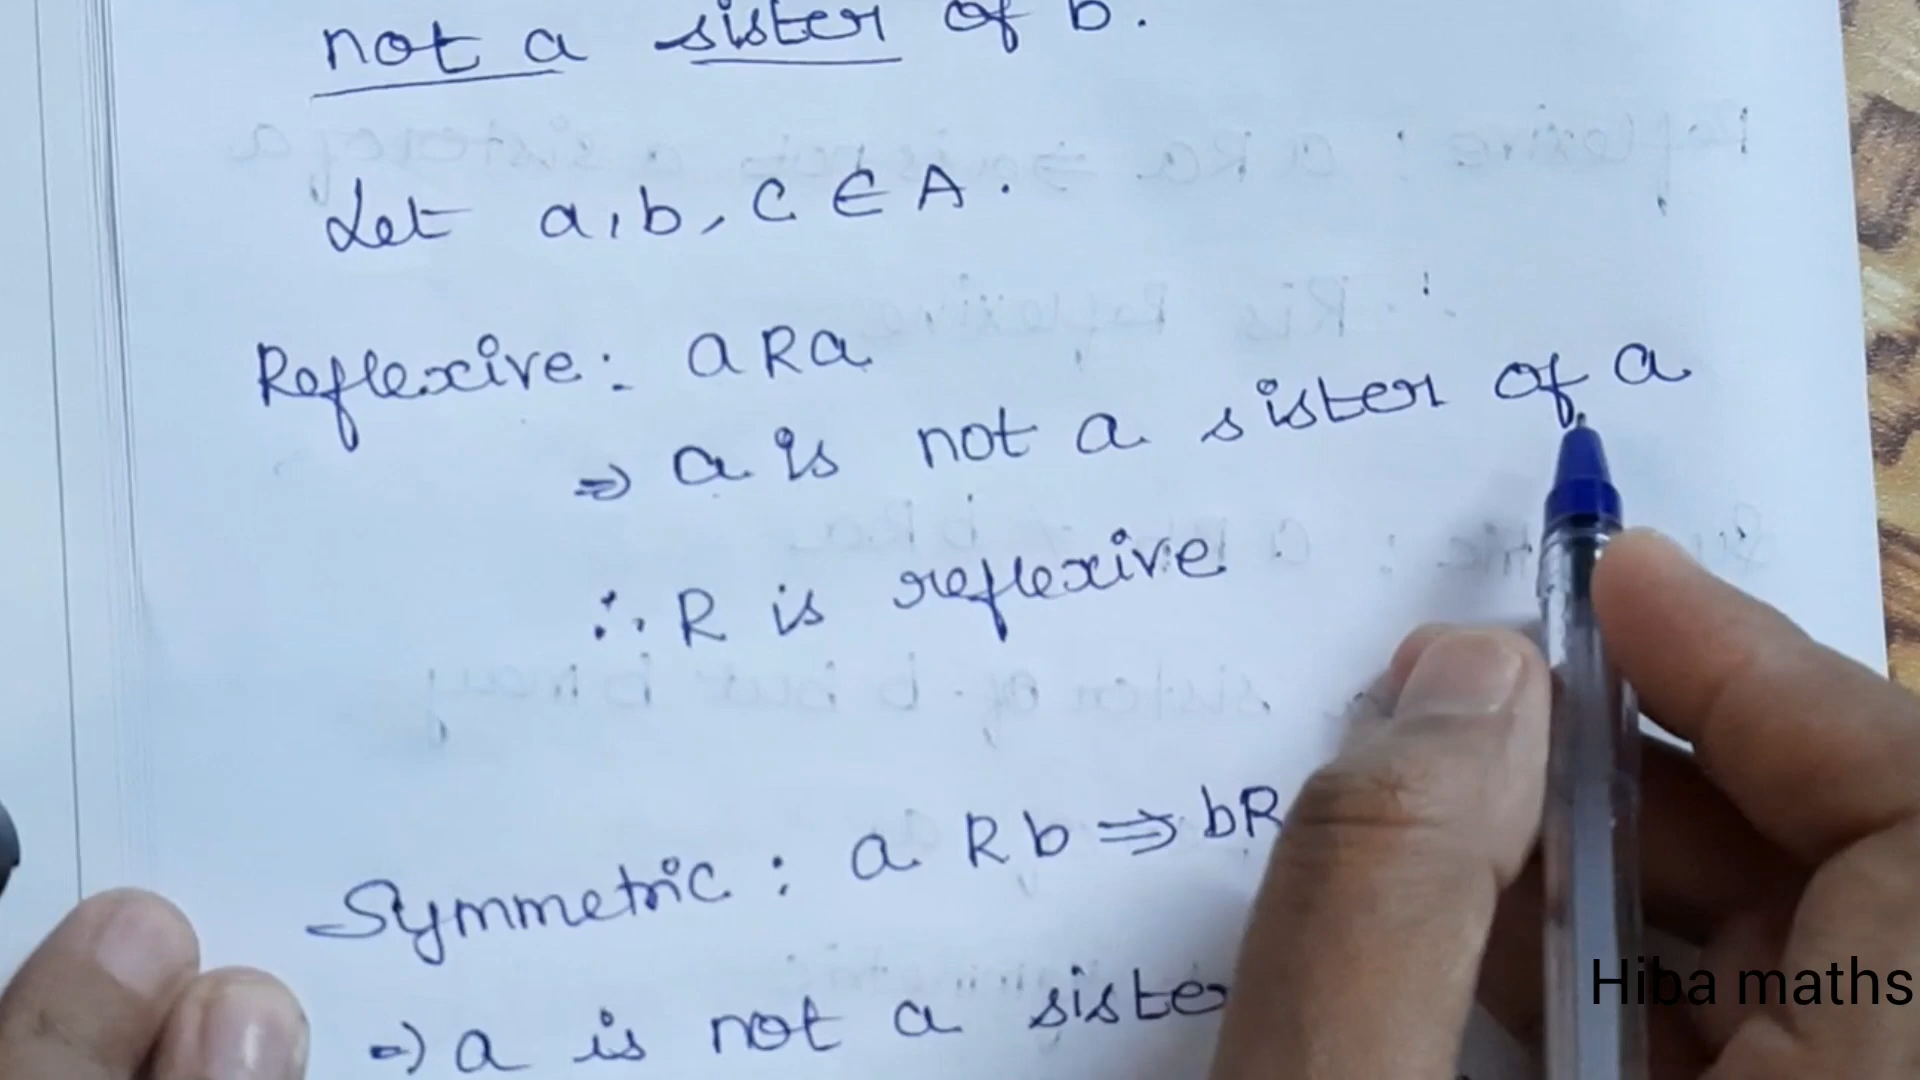 not a sister of b.
Let a, b, c ∈ A.
Reflexive: aRa
⇒ a is not a sister of a
∴ R is reflexive
Symmetric: a R b ⇒ bR
⇒ a is not a siste
Hiba maths